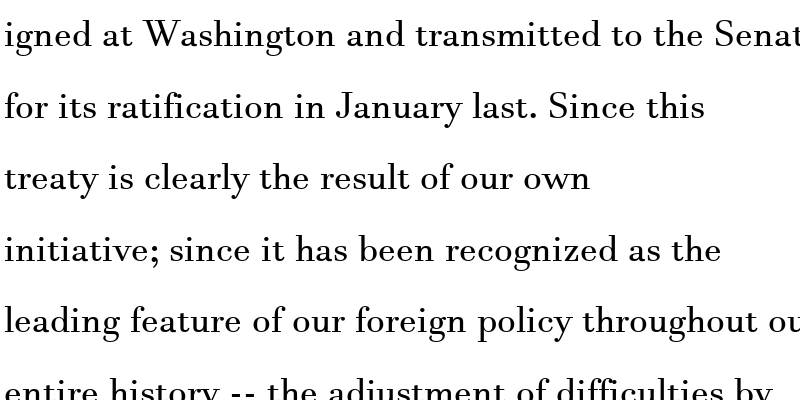 igned at Washington and transmitted to the Senat
for its ratification in January last. Since this
treaty is clearly the result of our own
initiative; since it has been recognized as the
leading feature of our foreign policy throughout ou
entire history -- the adjustment of difficulties by